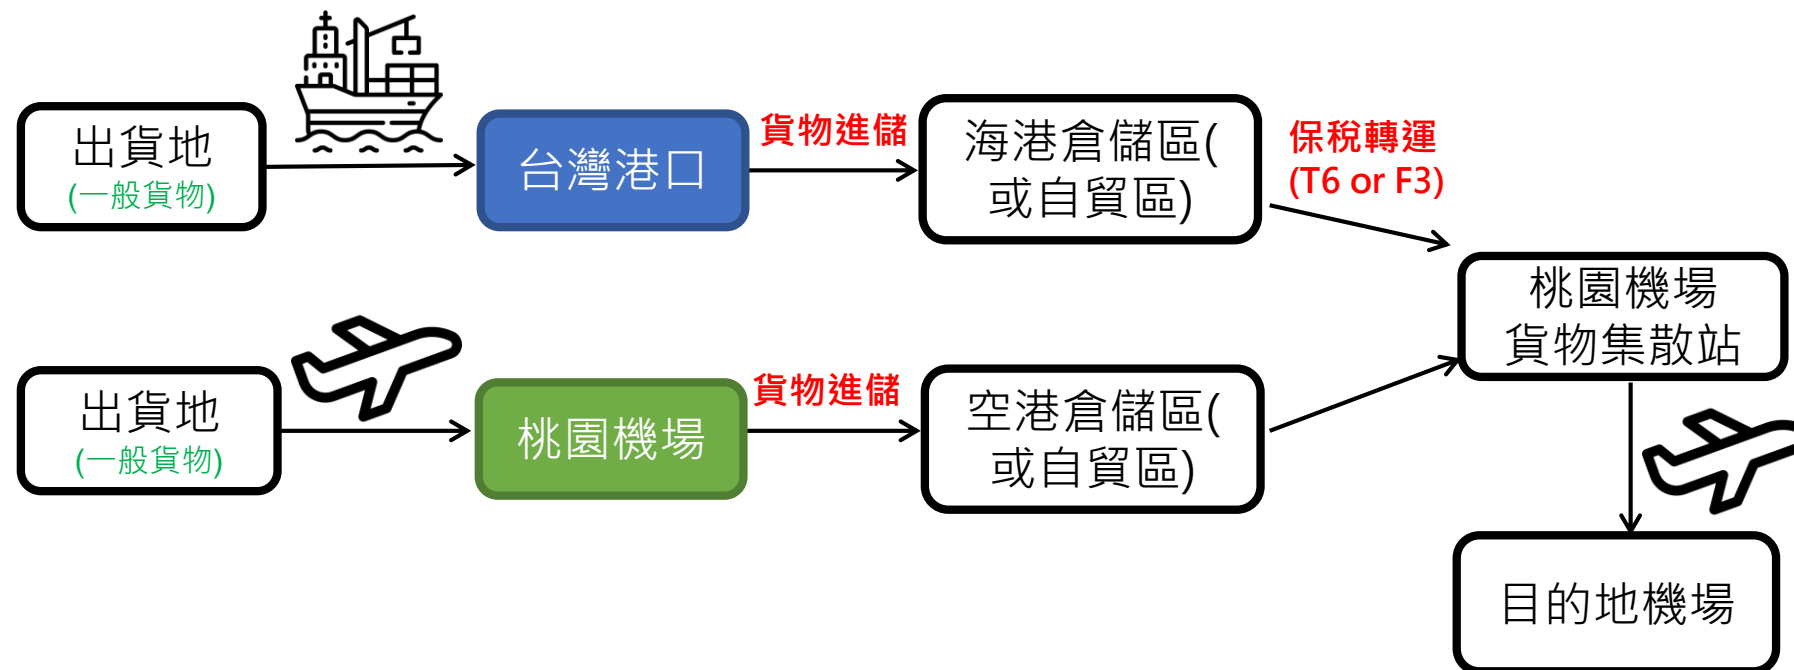 出貨地
(一般貨物)
台灣港口
貨物進儲
海港倉儲區(
或自貿區)
保稅轉運
(T6 or F3)
出貨地
(一般貨物)
桃園機場
貨物進儲
空港倉儲區(
或自貿區)
桃園機場
貨物集散站
目的地機場